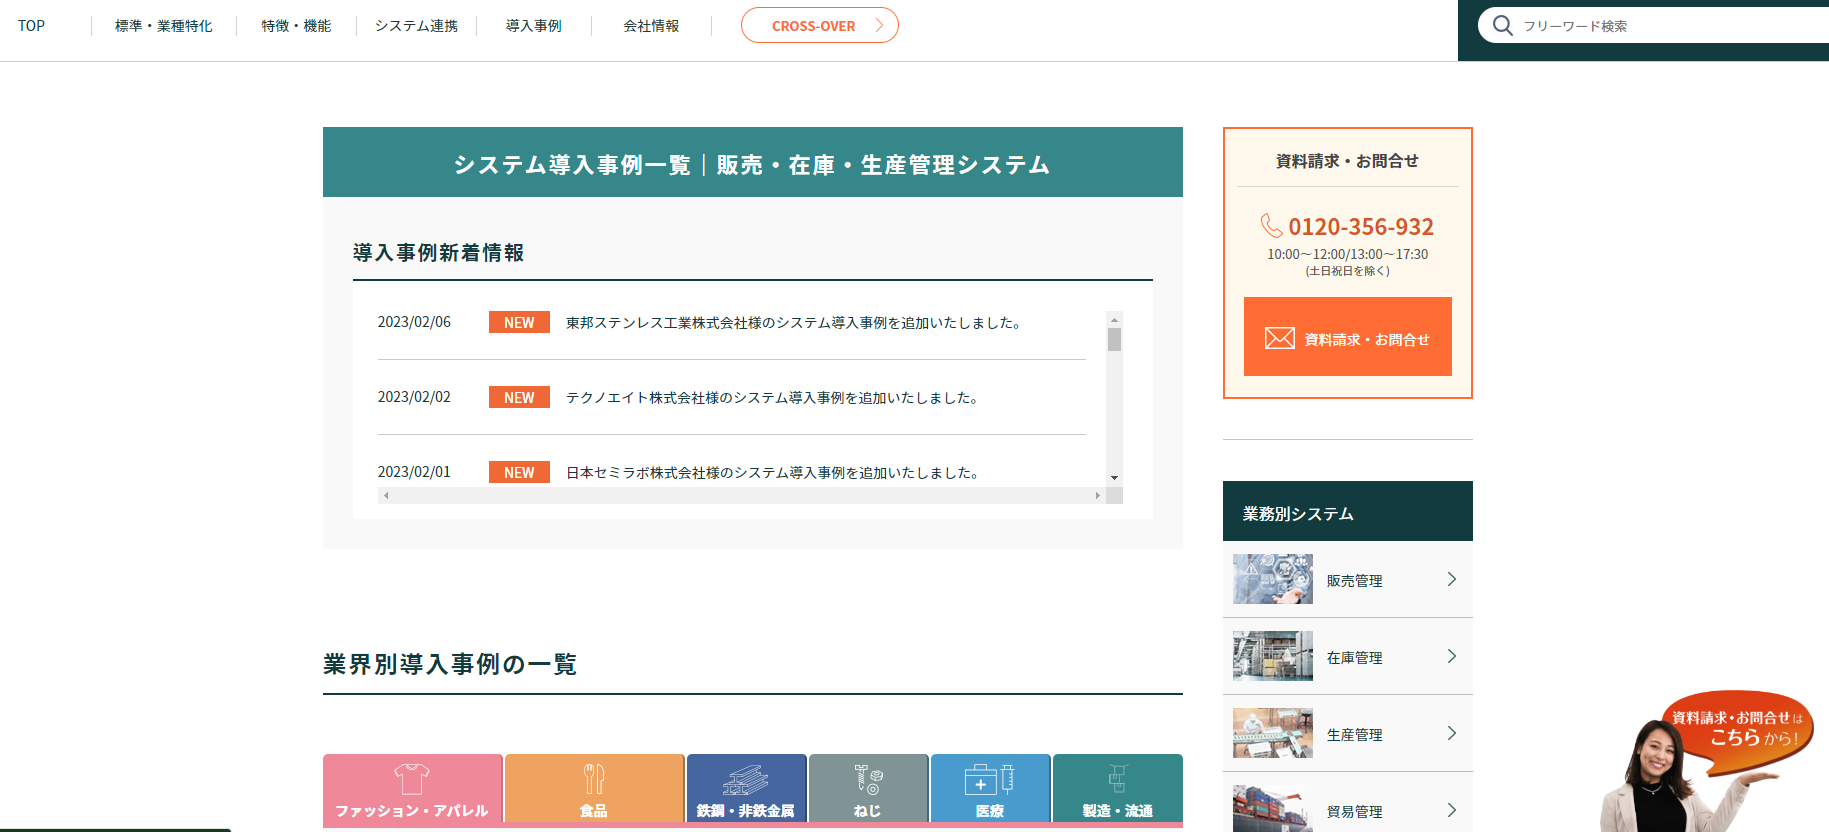 TOP
標準・業種特化
特徴・機能
システム連携
導入事例
会社情報
CROSS-OVER
フリーワード検索
システム導入事例一覧｜販売・在庫・生産管理システム
導入事例新着情報
2023/02/06 NEW 東邦ステンレス工業株式会社様のシステム導入事例を追加いたしました。
2023/02/02 NEW テクノエイト株式会社様のシステム導入事例を追加いたしました。
2023/02/01 NEW 日本セミラボ株式会社様のシステム導入事例を追加いたしました。
業界別導入事例の一覧
ファッション・アパレル
食品
鉄鋼・非鉄金属
ねじ
医療
製造・流通
資料請求・お問合せ
0120-356-932
10:00～12:00/13:00～17:30
(土日祝日を除く)
資料請求・お問合せ
業務別システム
販売管理
在庫管理
生産管理
貿易管理
資料請求・お問合せは
こちらから!